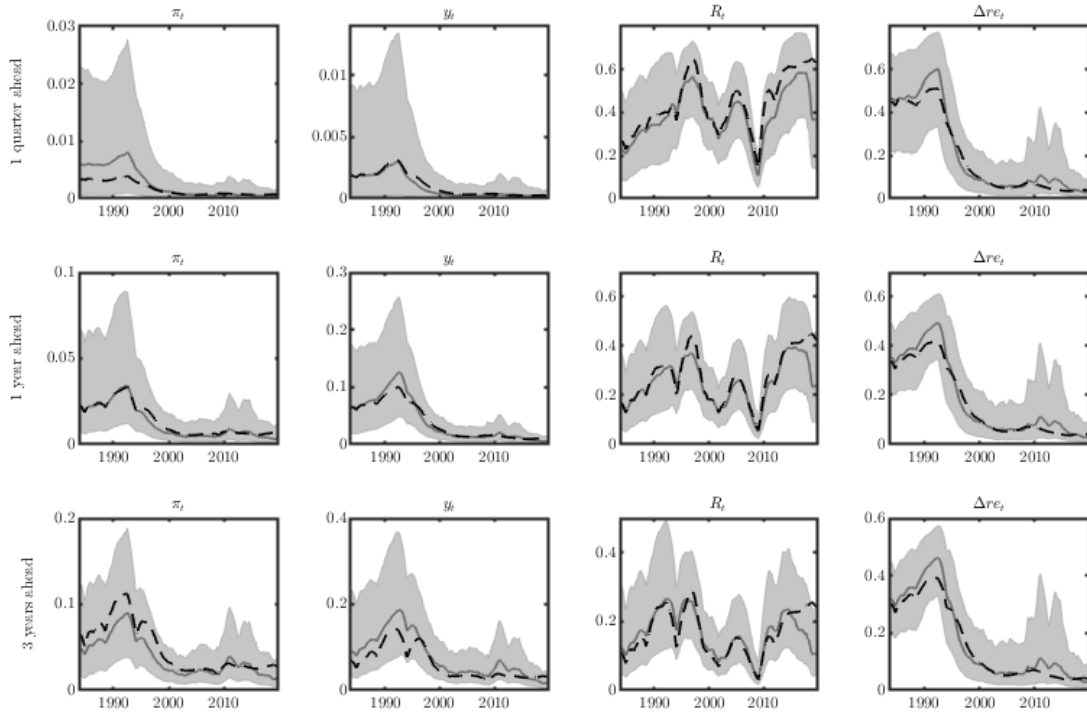 π_t y_t R_t Δre_t
1 quarter ahead
0.03 0.02 0.01 0
0.01 0.005 0
0.6 0.4 0.2 0
0.6 0.4 0.2 0
1990 2000 2010 1990 2000 2010 1990 2000 2010 1990 2000 2010
π_t y_t R_t Δre_t
1 year ahead
0.1 0.05 0
0.3 0.2 0.1 0
0.6 0.4 0.2 0
0.6 0.4 0.2 0
1990 2000 2010 1990 2000 2010 1990 2000 2010 1990 2000 2010
π_t y_t R_t Δre_t
3 years ahead
0.2 0.1 0
0.4 0.2 0
0.4 0.2 0
0.6 0.4 0.2 0
1990 2000 2010 1990 2000 2010 1990 2000 2010 1990 2000 2010